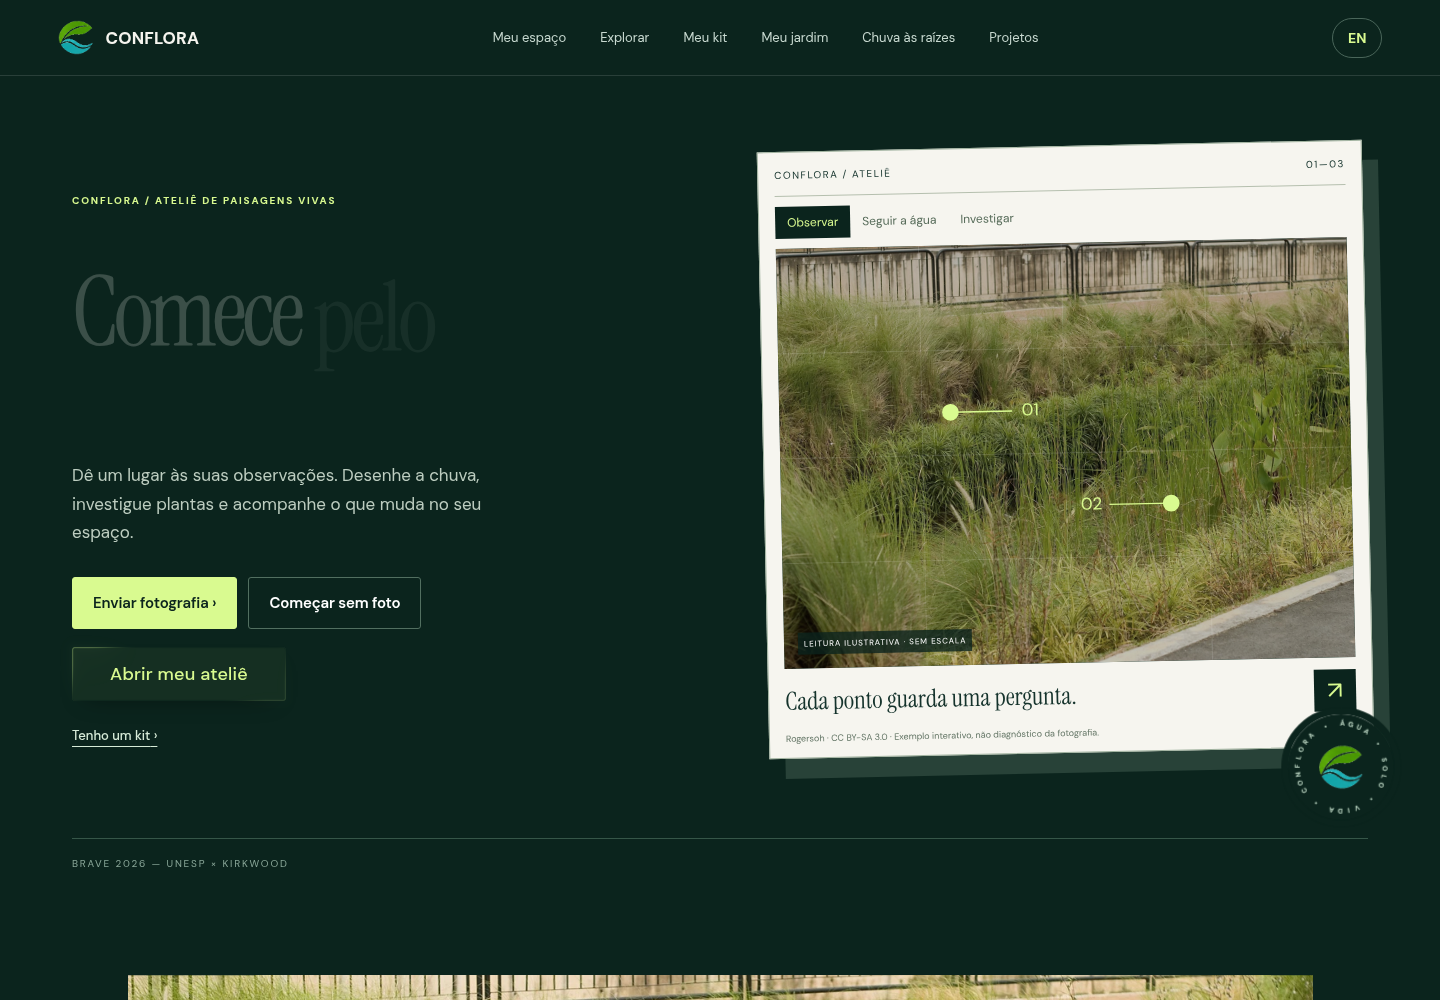 CONFLORA
Meu espaço
Explorar
Meu kit
Meu jardim
Chuva às raízes
Projetos
EN
CONFLORA / ATELIÊ DE PAISAGENS VIVAS
Comece pelo
Dê um lugar às suas observações. Desenhe a chuva,
investigue plantas e acompanhe o que muda no seu
espaço.
Enviar fotografia ›
Começar sem foto
Abrir meu ateliê
Tenho um kit ›
CONFLORA / ATELIÊ
01—03
Observar
Seguir a água
Investigar
01
02
LEITURA ILUSTRATIVA · SEM ESCALA
Cada ponto guarda uma pergunta.
Rogersoh · CC BY-SA 3.0 · Exemplo interativo, não diagnóstico da fotografia.
CONFLORA • ÁGUA • SOLO • VIDA •
BRAVE 2026 — UNESP × KIRKWOOD